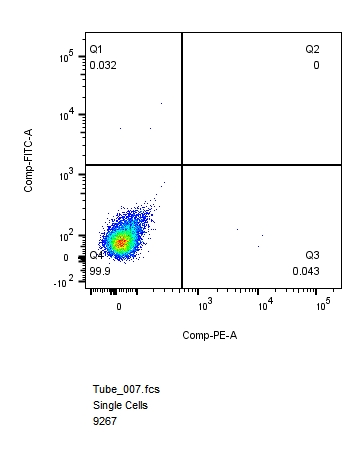 Q1
0.032
Q2
0
10^5
10^4
10^3
10^2
0
-10^2
Comp-FITC-A
Q4
99.9
Q3
0.043
0
10^3
10^4
10^5
Comp-PE-A
Tube_007.fcs
Single Cells
9267